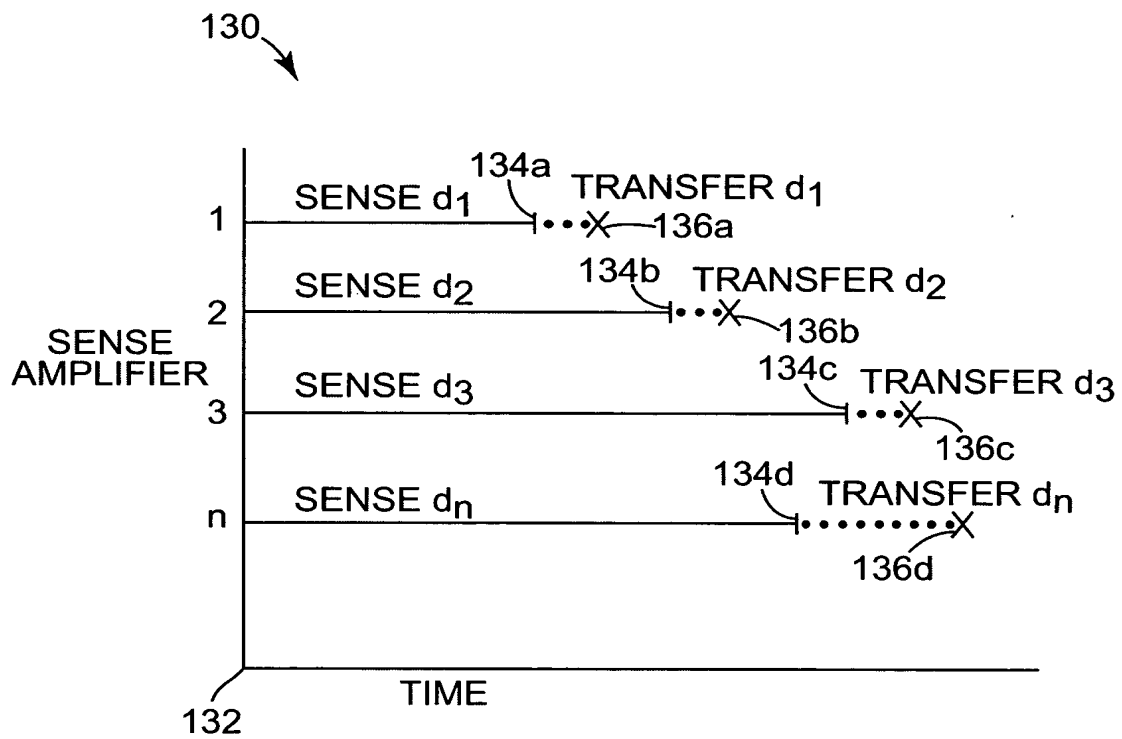 130
134a
TRANSFER d1
SENSE d1
1
136a
134b
TRANSFER d2
SENSE d2
2
136b
SENSE
AMPLIFIER
134c
TRANSFER d3
SENSE d3
3
136c
134d
TRANSFER dn
SENSE dn
n
136d
TIME
132